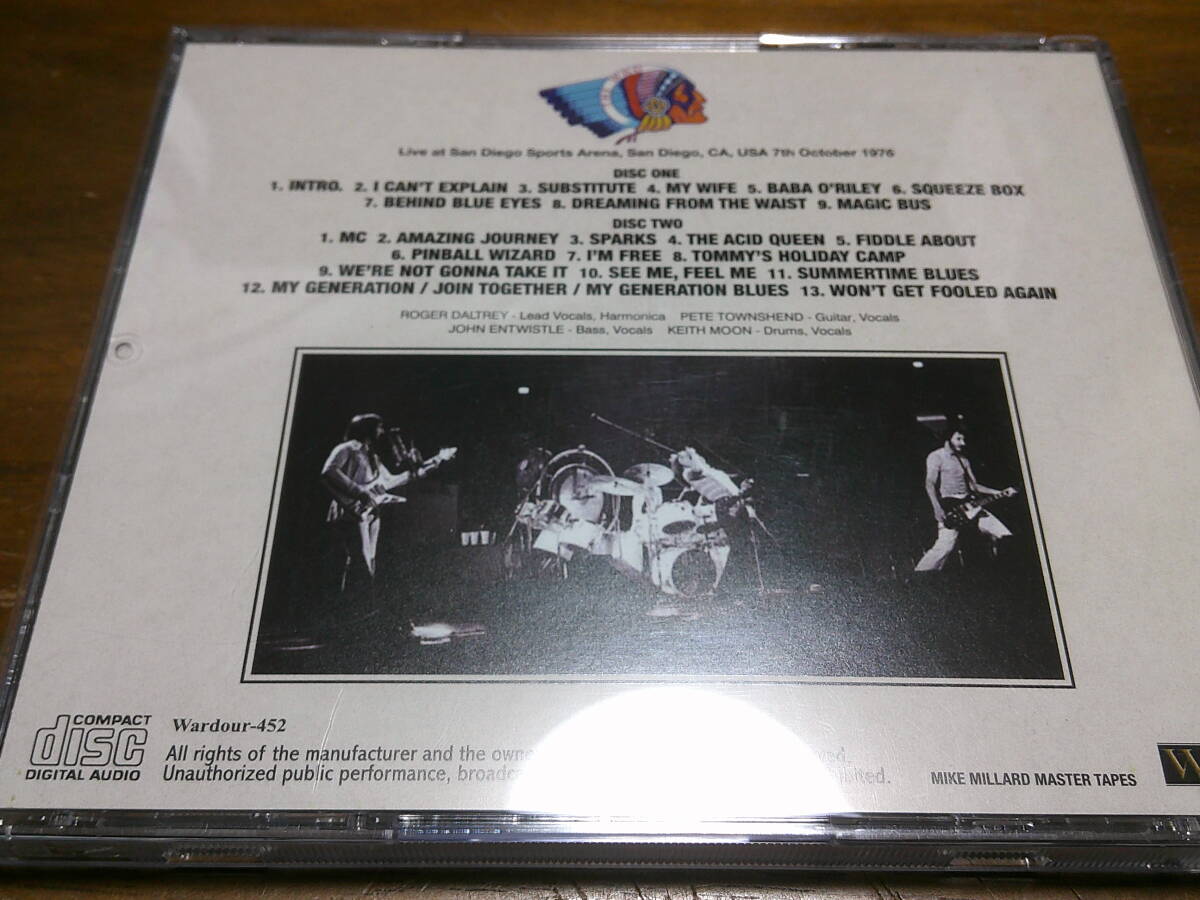 THE WHO
Live at San Diego Sports Arena, San Diego, CA, USA 7th October 1976
DISC ONE
1. INTRO. 2. I CAN'T EXPLAIN 3. SUBSTITUTE 4. MY WIFE 5. BABA O'RILEY 6. SQUEEZE BOX
7. BEHIND BLUE EYES 8. DREAMING FROM THE WAIST 9. MAGIC BUS
DISC TWO
1. MC 2. AMAZING JOURNEY 3. SPARKS 4. THE ACID QUEEN 5. FIDDLE ABOUT
6. PINBALL WIZARD 7. I'M FREE 8. TOMMY'S HOLIDAY CAMP
9. WE'RE NOT GONNA TAKE IT 10. SEE ME, FEEL ME 11. SUMMERTIME BLUES
12. MY GENERATION / JOIN TOGETHER / MY GENERATION BLUES 13. WON'T GET FOOLED AGAIN
ROGER DALTREY - Lead Vocals, Harmonica PETE TOWNSHEND - Guitar, Vocals
JOHN ENTWISTLE - Bass, Vocals KEITH MOON - Drums, Vocals
COMPACT
disc
DIGITAL AUDIO
Wardour-452
All rights of the manufacturer and the
Unauthorized public performance,
MIKE MILLARD MASTER TAPES
W